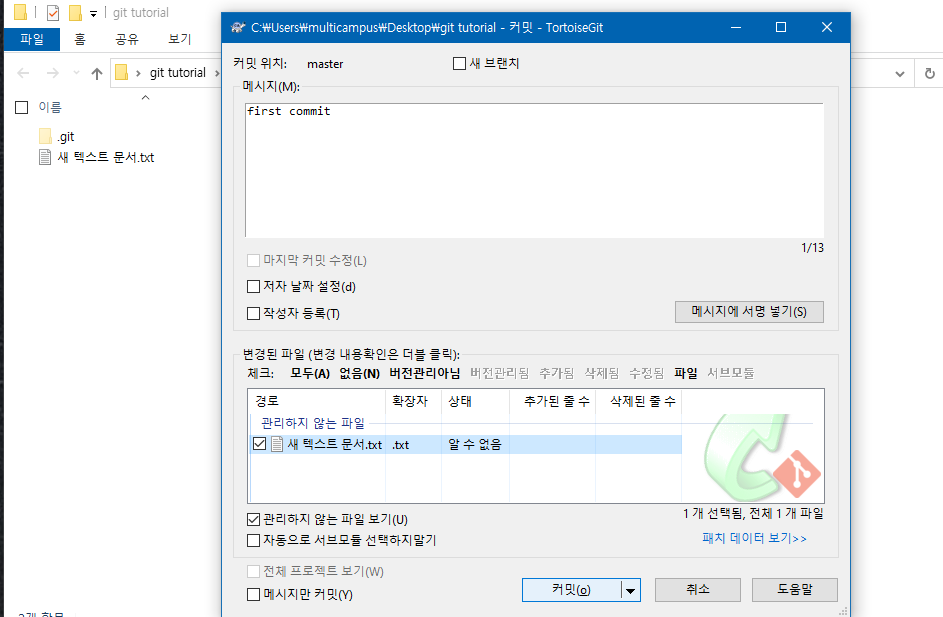 git tutorial
파일 홈 공유 보기
git tutorial
이름
.git
새 텍스트 문서.txt
C:\Users\multicampus\Desktop\git tutorial - 커밋 - TortoiseGit
커밋 위치: master 새 브랜치
메시지(M):
first commit
1/13
마지막 커밋 수정(L)
저자 날짜 설정(d)
작성자 등록(T)
메시지에 서명 넣기(S)
변경된 파일 (변경 내용확인은 더블 클릭):
체크: 모두(A) 없음(N) 버전관리아님 버전관리됨 추가됨 삭제됨 수정됨 파일 서브모듈
경로 확장자 상태 추가된 줄 수 삭제된 줄 수
관리하지 않는 파일
새 텍스트 문서.txt .txt 알 수 없음
관리하지 않는 파일 보기(U)
1 개 선택됨, 전체 1 개 파일
자동으로 서브모듈 선택하지말기
패치 데이터 보기>>
전체 프로젝트 보기(W)
메시지만 커밋(Y)
커밋(o) 취소 도움말